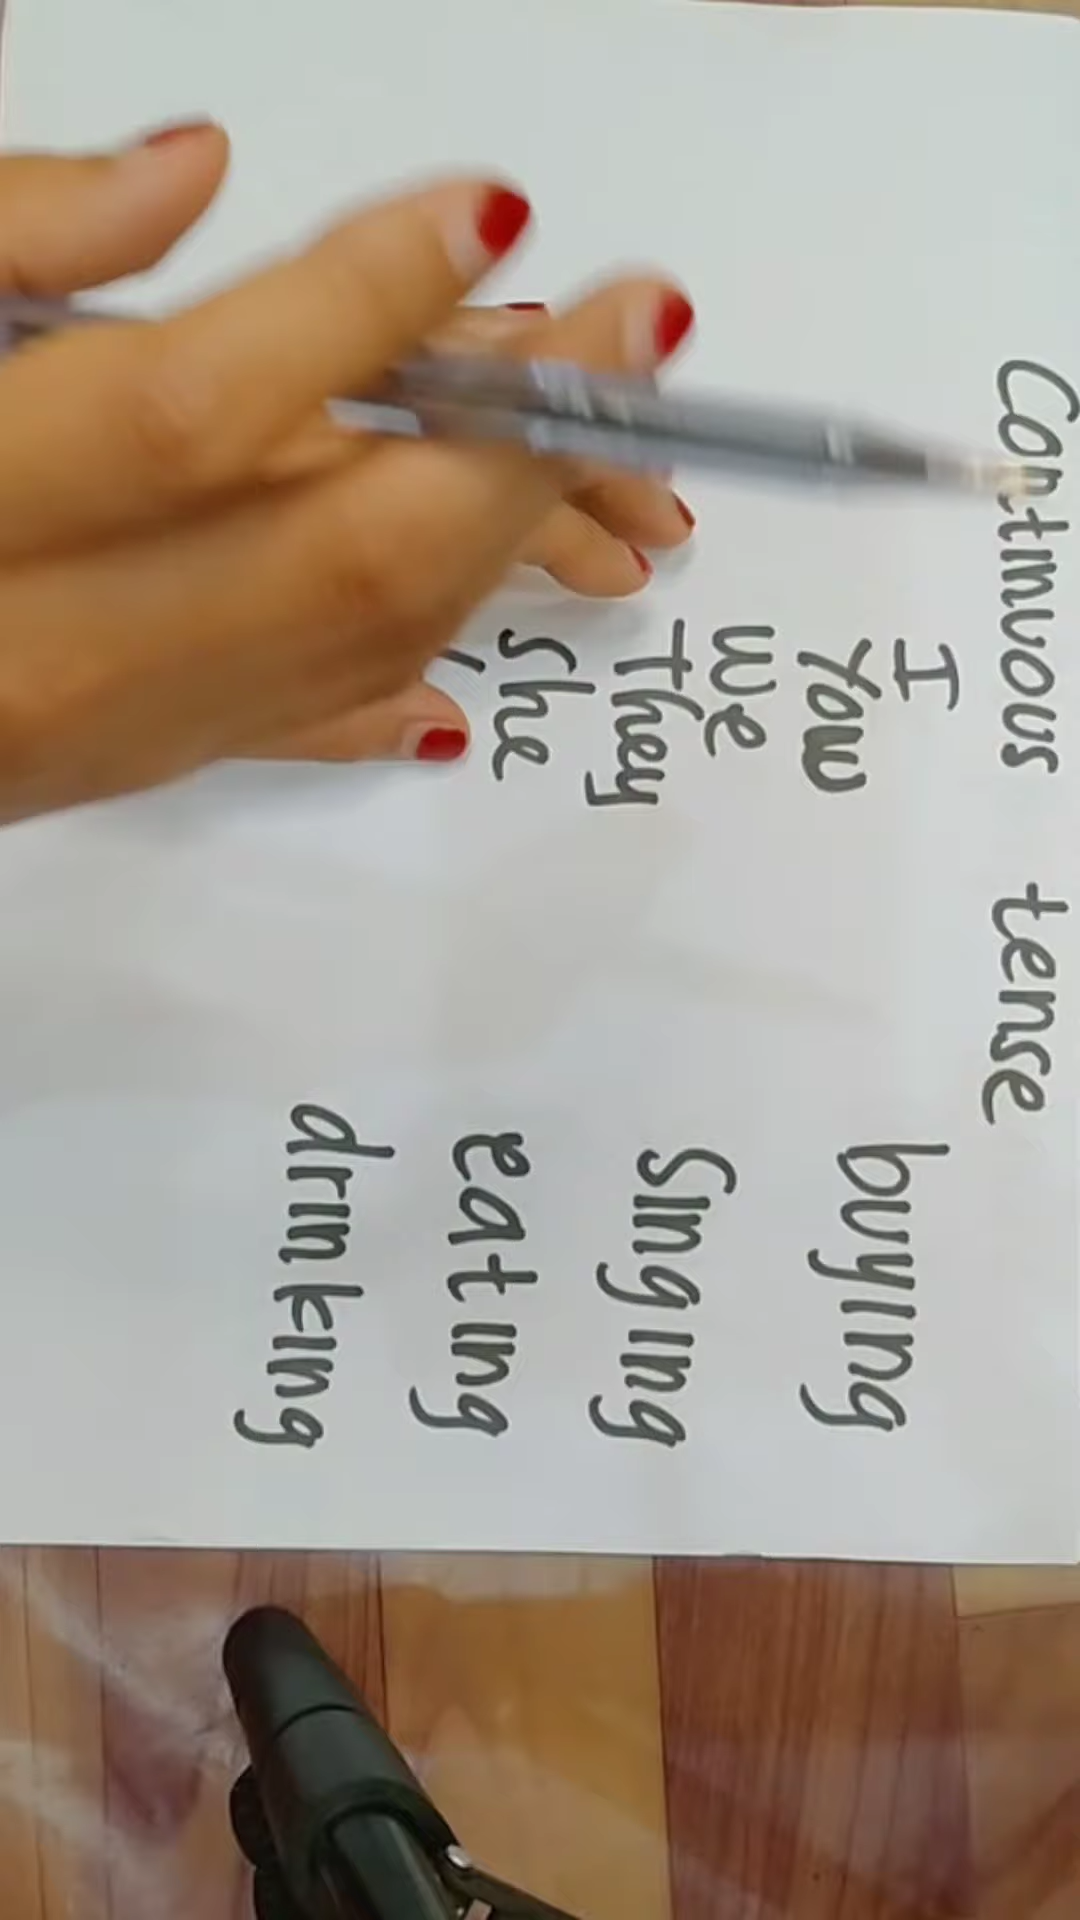 Continuous tense
I
You
we
They
she
buying
Singing
eating
drinking